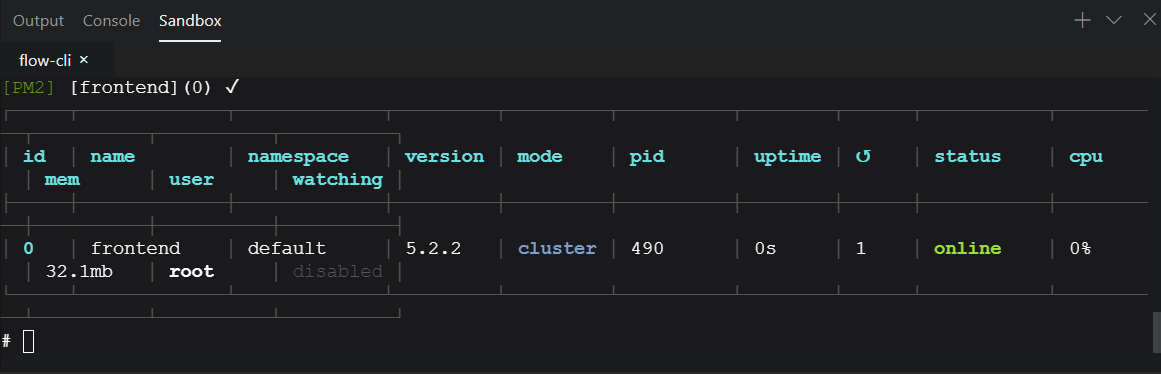 Output Console Sandbox
flow-cli ×
[PM2] [frontend](0) ✓
│ id │ name │ namespace │ version │ mode │ pid │ uptime │ ↺ │ status │ cpu
│ mem │ user │ watching │
│ 0 │ frontend │ default │ 5.2.2 │ cluster │ 490 │ 0s │ 1 │ online │ 0%
│ 32.1mb │ root │ disabled │
#